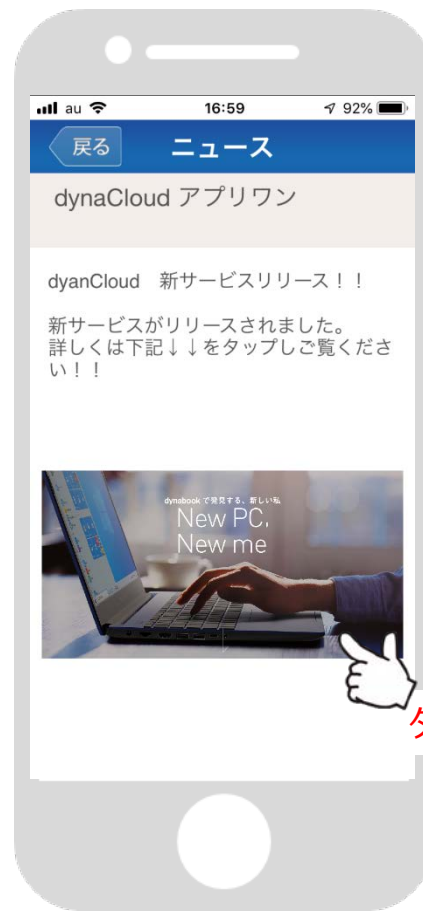 au 16:59 92%
戻る ニュース
dynaCloud アプリワン
dyanCloud　新サービスリリース！！
新サービスがリリースされました。
詳しくは下記↓↓をタップしご覧くださ
い！！
dynabook で発見する、新しい私
New PC,
New me